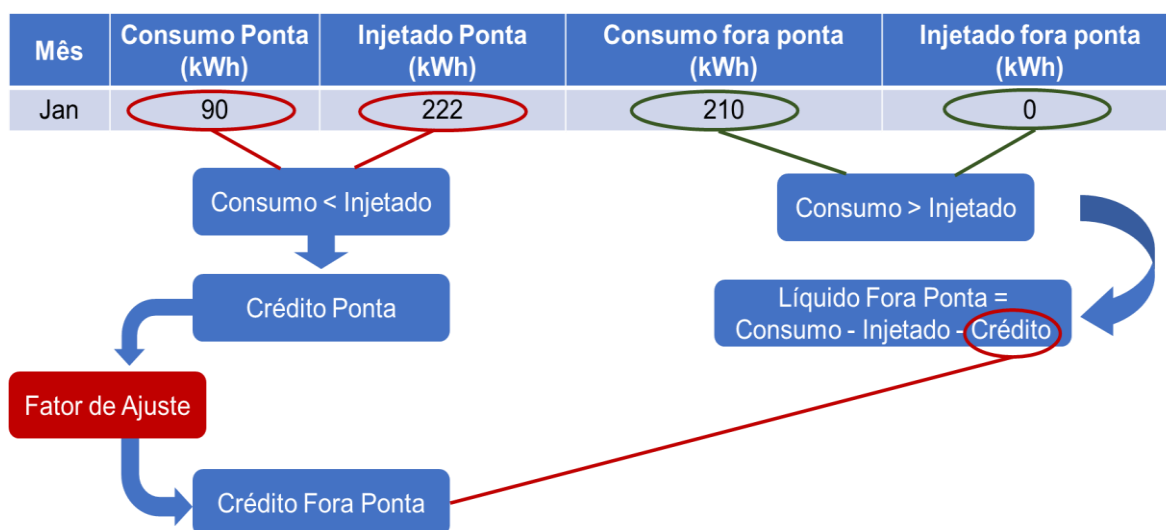 Mês
Consumo Ponta
(kWh)
Injetado Ponta
(kWh)
Consumo fora ponta
(kWh)
Injetado fora ponta
(kWh)
Jan
90
222
210
0
Consumo < Injetado
Consumo > Injetado
Crédito Ponta
Líquido Fora Ponta =
Consumo - Injetado - Crédito
Fator de Ajuste
Crédito Fora Ponta